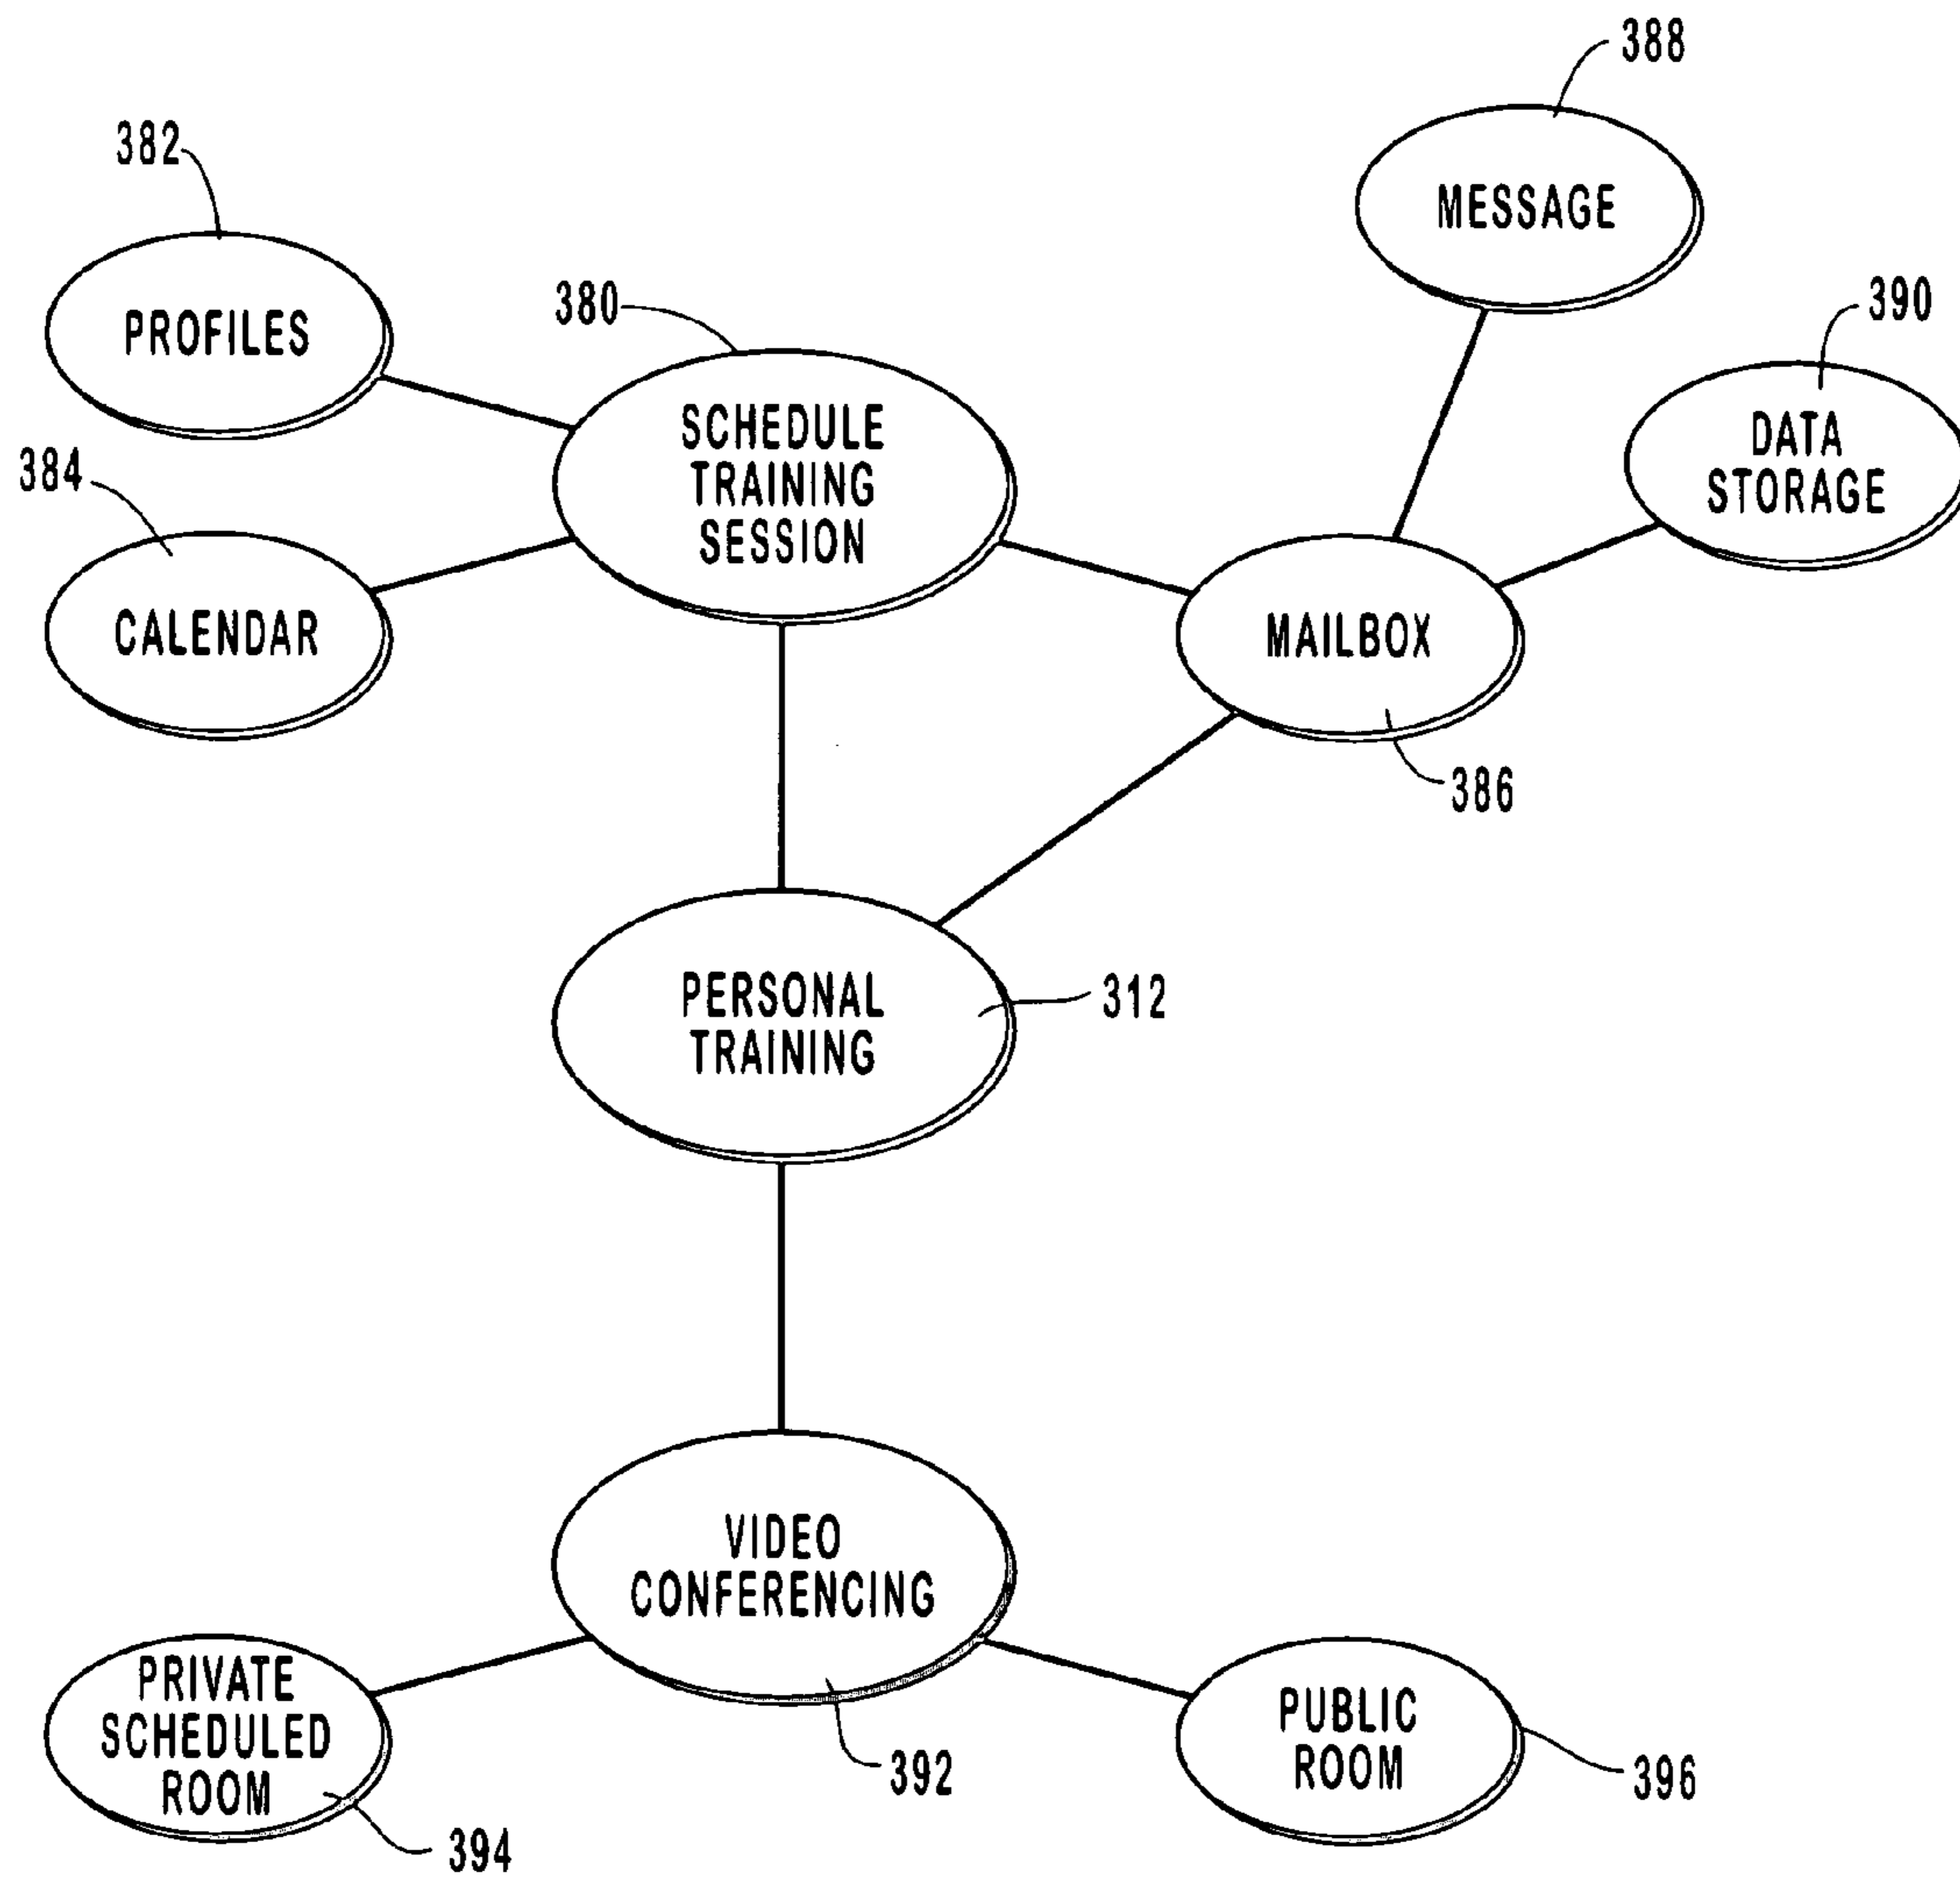 388
382
MESSAGE
390
380
PROFILES
SCHEDULE
TRAINING
SESSION
DATA
STORAGE
384
CALENDAR
MAILBOX
386
PERSONAL
TRAINING
312
VIDEO
CONFERENCING
PRIVATE
SCHEDULED
ROOM
PUBLIC
ROOM
392
396
394